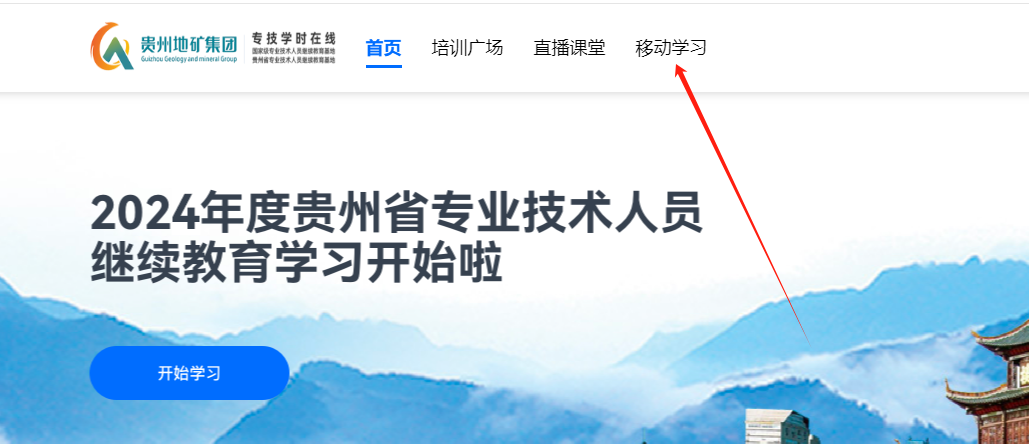 贵州地矿集团
Guizhou Geology and mineral Group
专技学时在线
国家级专业技术人员继续教育基地
贵州省专业技术人员继续教育基地
首页 培训广场 直播课堂 移动学习
2024年度贵州省专业技术人员
继续教育学习开始啦
开始学习